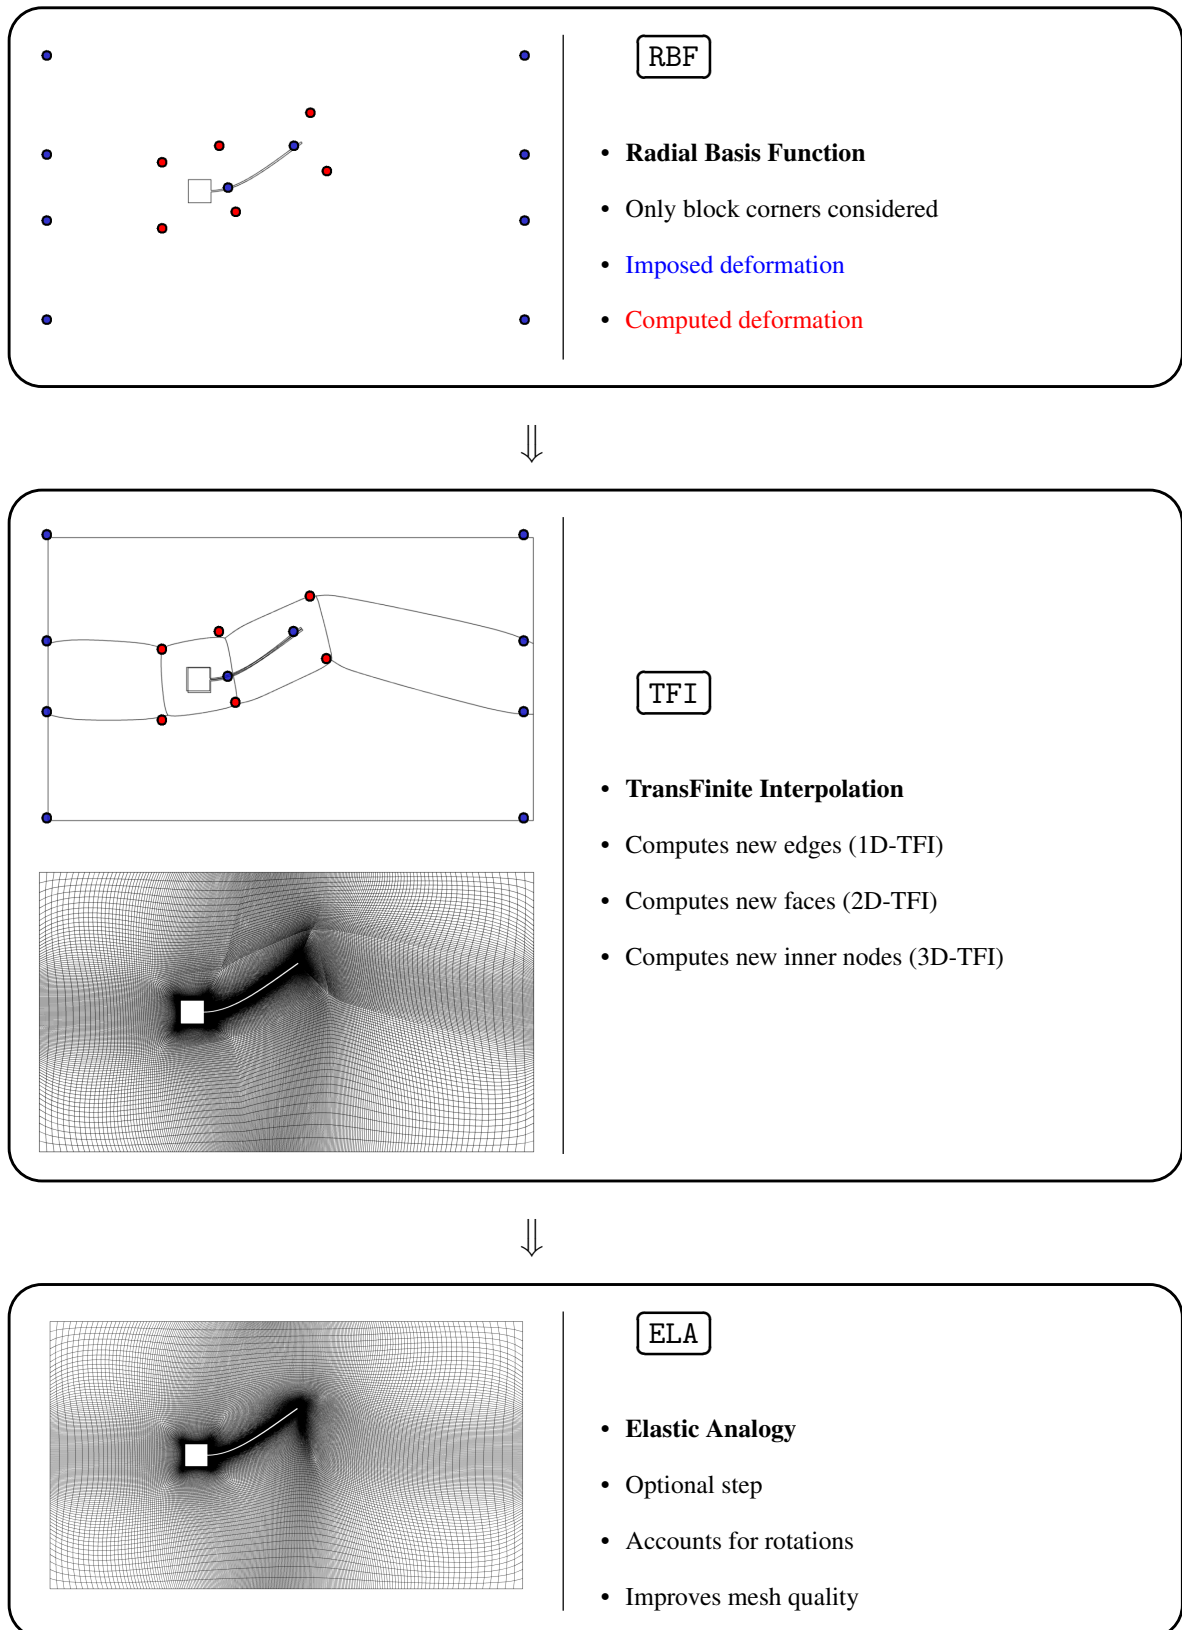 RBF
• Radial Basis Function
• Only block corners considered
• Imposed deformation
• Computed deformation
⇓
TFI
• TransFinite Interpolation
• Computes new edges (1D-TFI)
• Computes new faces (2D-TFI)
• Computes new inner nodes (3D-TFI)
⇓
ELA
• Elastic Analogy
• Optional step
• Accounts for rotations
• Improves mesh quality